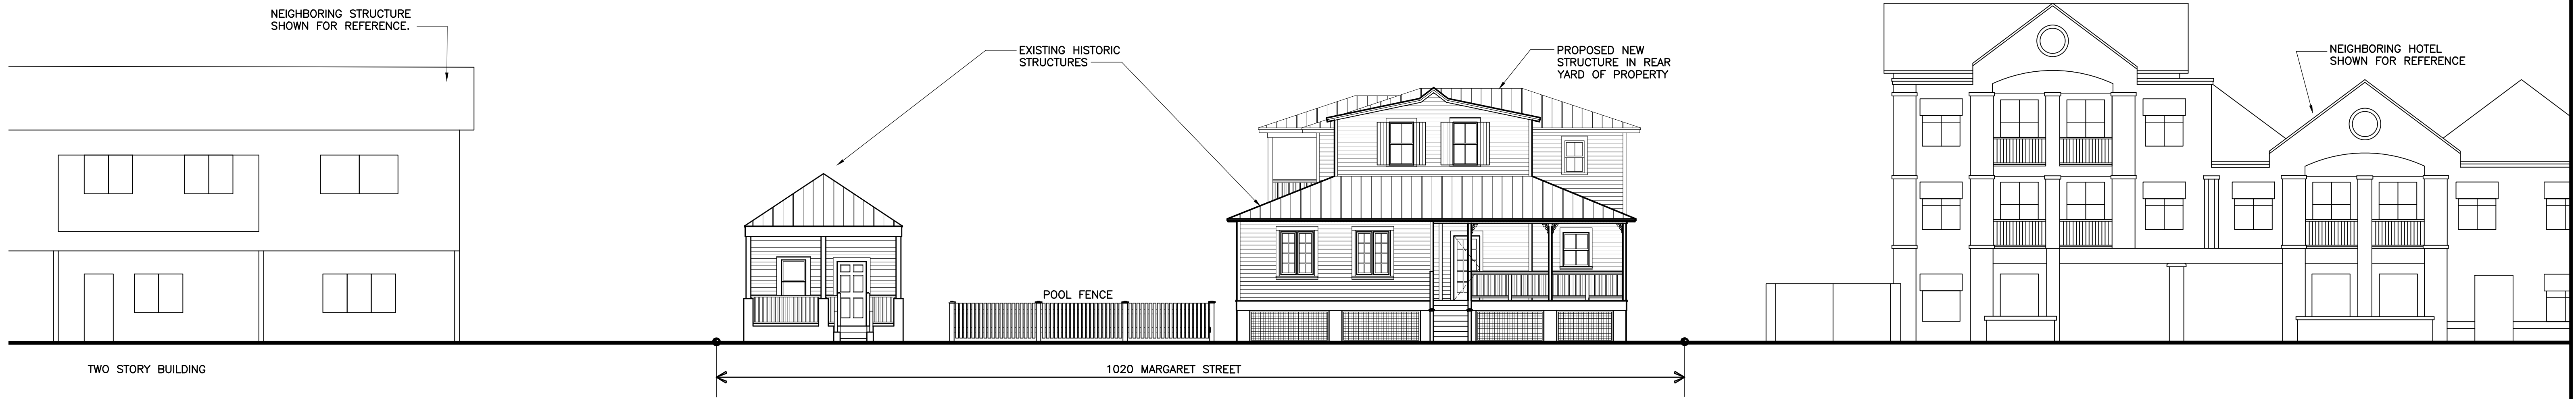 NEIGHBORING STRUCTURE
SHOWN FOR REFERENCE.
EXISTING HISTORIC
STRUCTURES
PROPOSED NEW
STRUCTURE IN REAR
YARD OF PROPERTY
NEIGHBORING HOTEL
SHOWN FOR REFERENCE
POOL FENCE
TWO STORY BUILDING
1020 MARGARET STREET